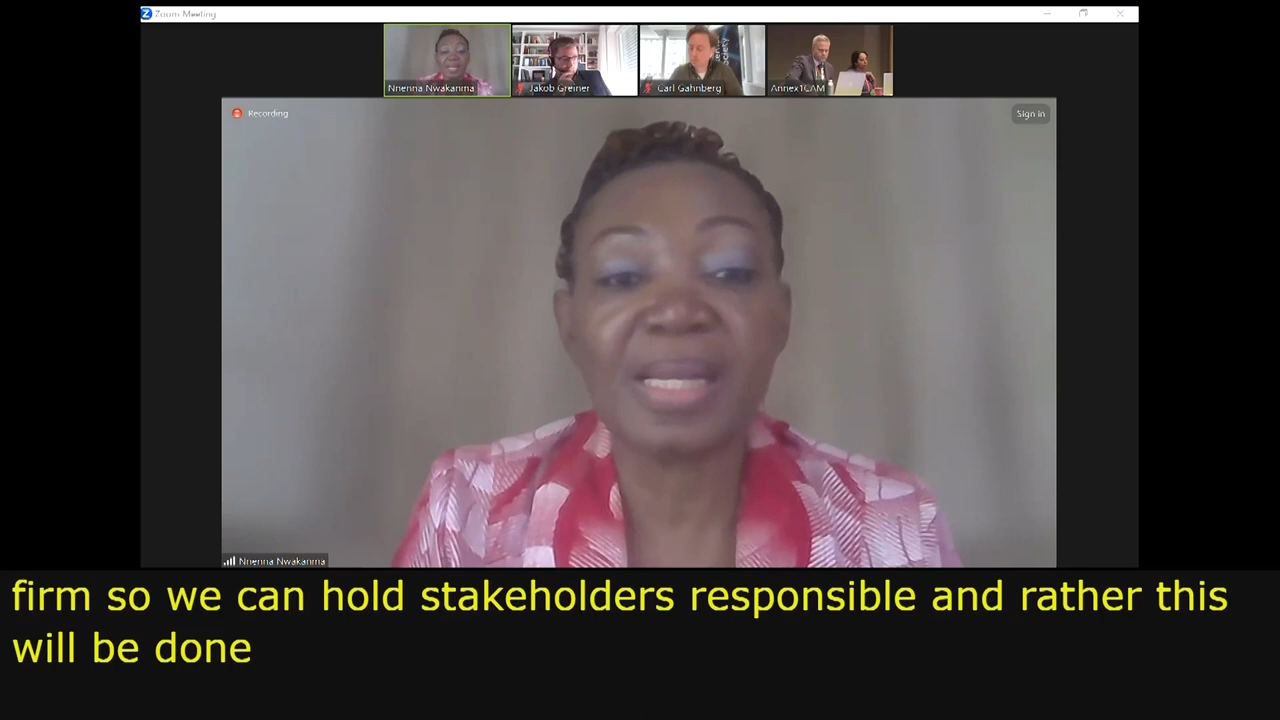 Zoom Meeting
Nnenna Nwakanma
Jakob Greiner
Carl Gahnberg
Annex1CAM
Recording
Sign in
Nnenna Nwakanma
firm so we can hold stakeholders responsible and rather this
will be done